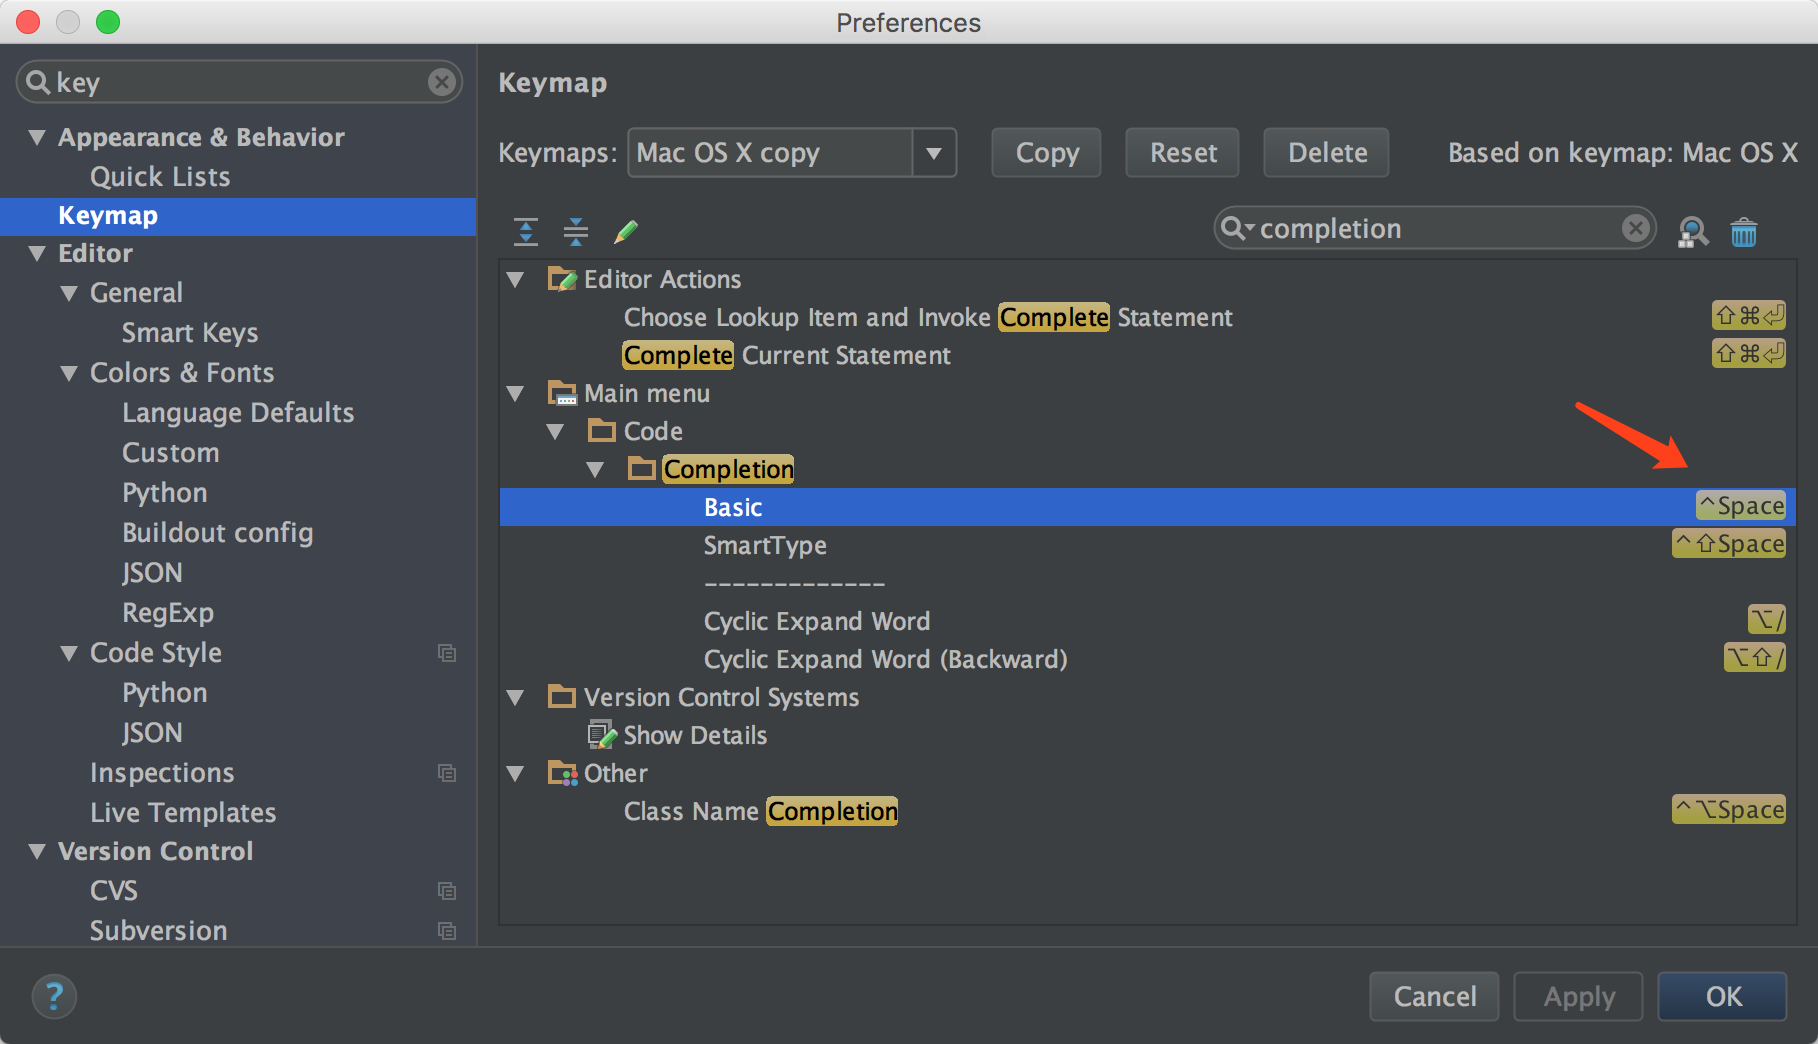 Preferences
key
Appearance & Behavior
Quick Lists
Keymap
Editor
General
Smart Keys
Colors & Fonts
Language Defaults
Custom
Python
Buildout config
JSON
RegExp
Code Style
Python
JSON
Inspections
Live Templates
Version Control
CVS
Subversion
Keymap
Keymaps: Mac OS X copy Copy Reset Delete Based on keymap: Mac OS X
completion
Editor Actions
Choose Lookup Item and Invoke Complete Statement ⇧⌘⏎
Complete Current Statement ⇧⌘⏎
Main menu
Code
Completion
Basic ^Space
SmartType ^⇧Space
-------------
Cyclic Expand Word ⌥/
Cyclic Expand Word (Backward) ⌥⇧/
Version Control Systems
Show Details
Other
Class Name Completion ^⌥Space
? Cancel Apply OK